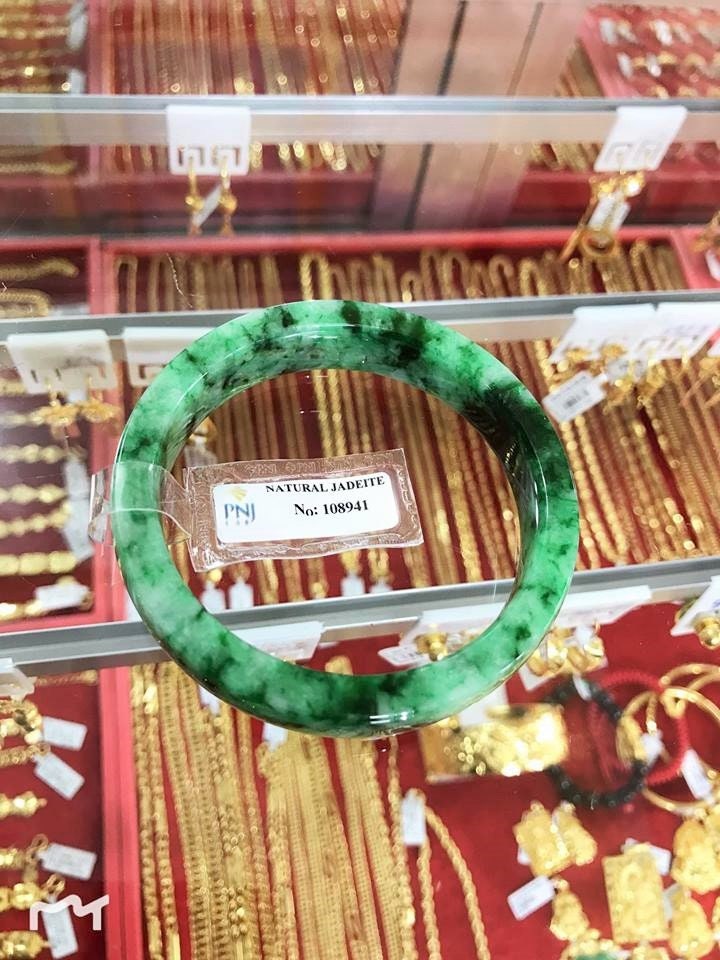 NATURAL JADEITE
PNJ
No: 108941